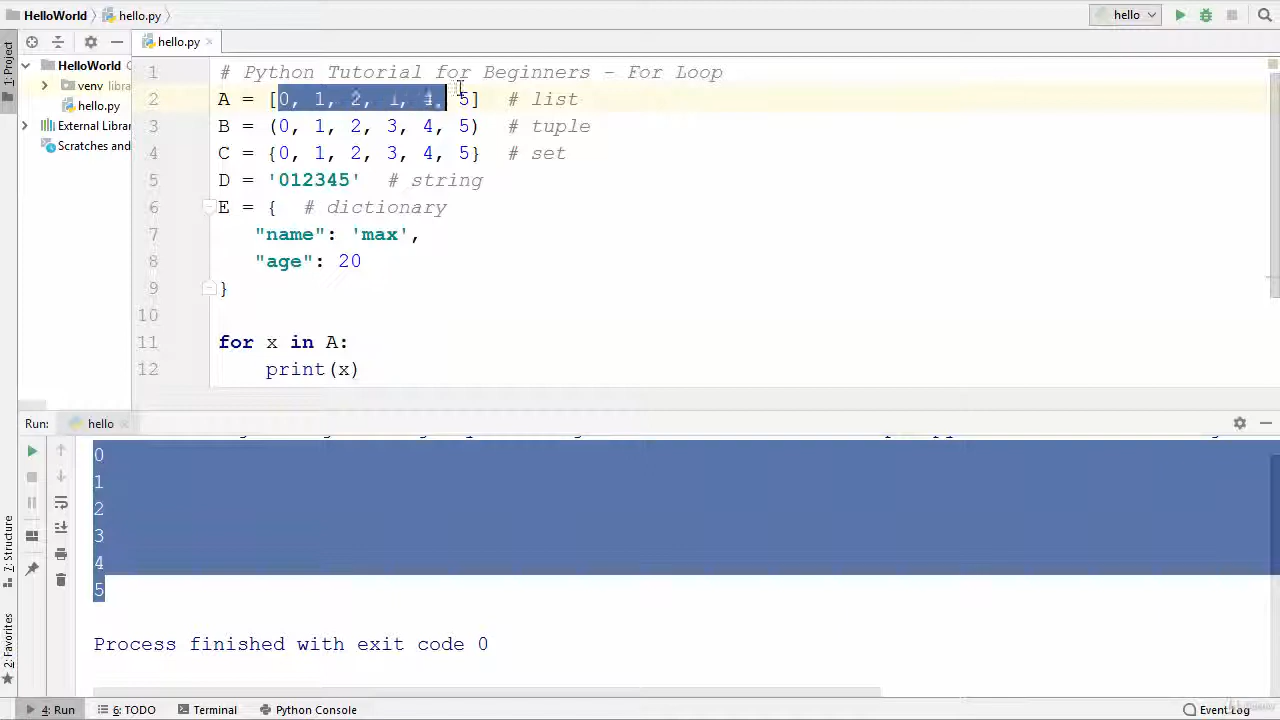 HelloWorld hello.py
hello
1: Project
hello.py
HelloWorld
venv libra
hello.py
External Librar
Scratches and
1 # Python Tutorial for Beginners - For Loop
2 A = [0, 1, 2, 1, 4, 5] # list
3 B = (0, 1, 2, 3, 4, 5) # tuple
4 C = {0, 1, 2, 3, 4, 5} # set
5 D = '012345' # string
6 E = { # dictionary
7 "name": 'max',
8 "age": 20
9 }
10
11 for x in A:
12 print(x)
Run: hello
0
1
2
3
4
5
Process finished with exit code 0
7: Structure
2: Favorites
4: Run 6: TODO Terminal Python Console Event Log